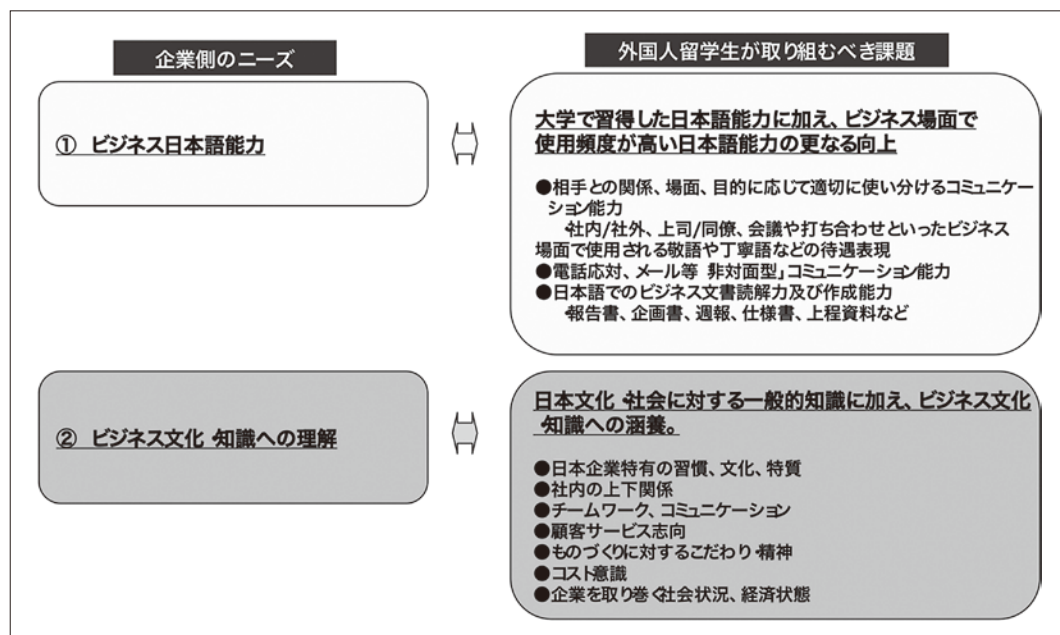 企業側のニーズ
外国人留学生が取り組むべき課題
① ビジネス日本語能力
大学で習得した日本語能力に加え、ビジネス場面で
使用頻度が高い日本語能力の更なる向上
●相手との関係、場面、目的に応じて適切に使い分けるコミュニケー
ション能力
・社内/社外、上司/同僚、会議や打ち合わせといったビジネス
場面で使用される敬語や丁寧語などの待遇表現
●電話応対、メール等 非対面型」コミュニケーション能力
●日本語でのビジネス文書読解力及び作成能力
・報告書、企画書、週報、仕様書、上程資料など
② ビジネス文化・知識への理解
日本文化・社会に対する一般的知識に加え、ビジネス文化
・知識への涵養。
●日本企業特有の習慣、文化、特質
●社内の上下関係
●チームワーク、コミュニケーション
●顧客サービス志向
●ものづくりに対するこだわり・精神
●コスト意識
●企業を取り巻く社会状況、経済状態